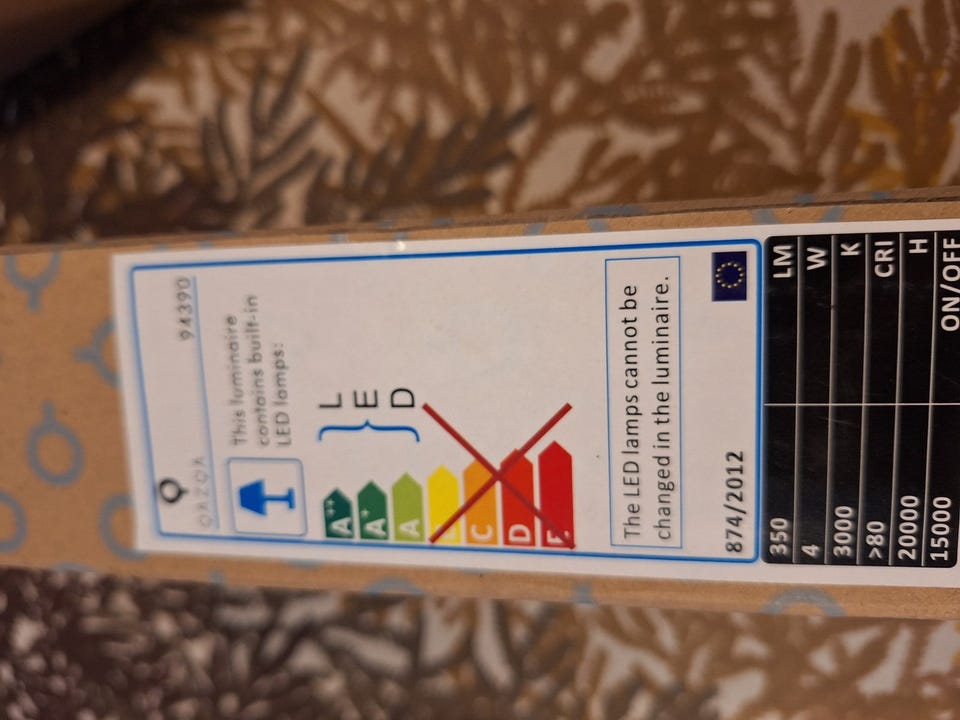 QAZQA 94390
This luminaire
contains built-in
LED lamps:
A++
A+
A
C
D
E
L
E
D
The LED lamps cannot be
changed in the luminaire.
874/2012
350 LM
4 W
3000 K
>80 CRI
20000 H
15000 ON/OFF